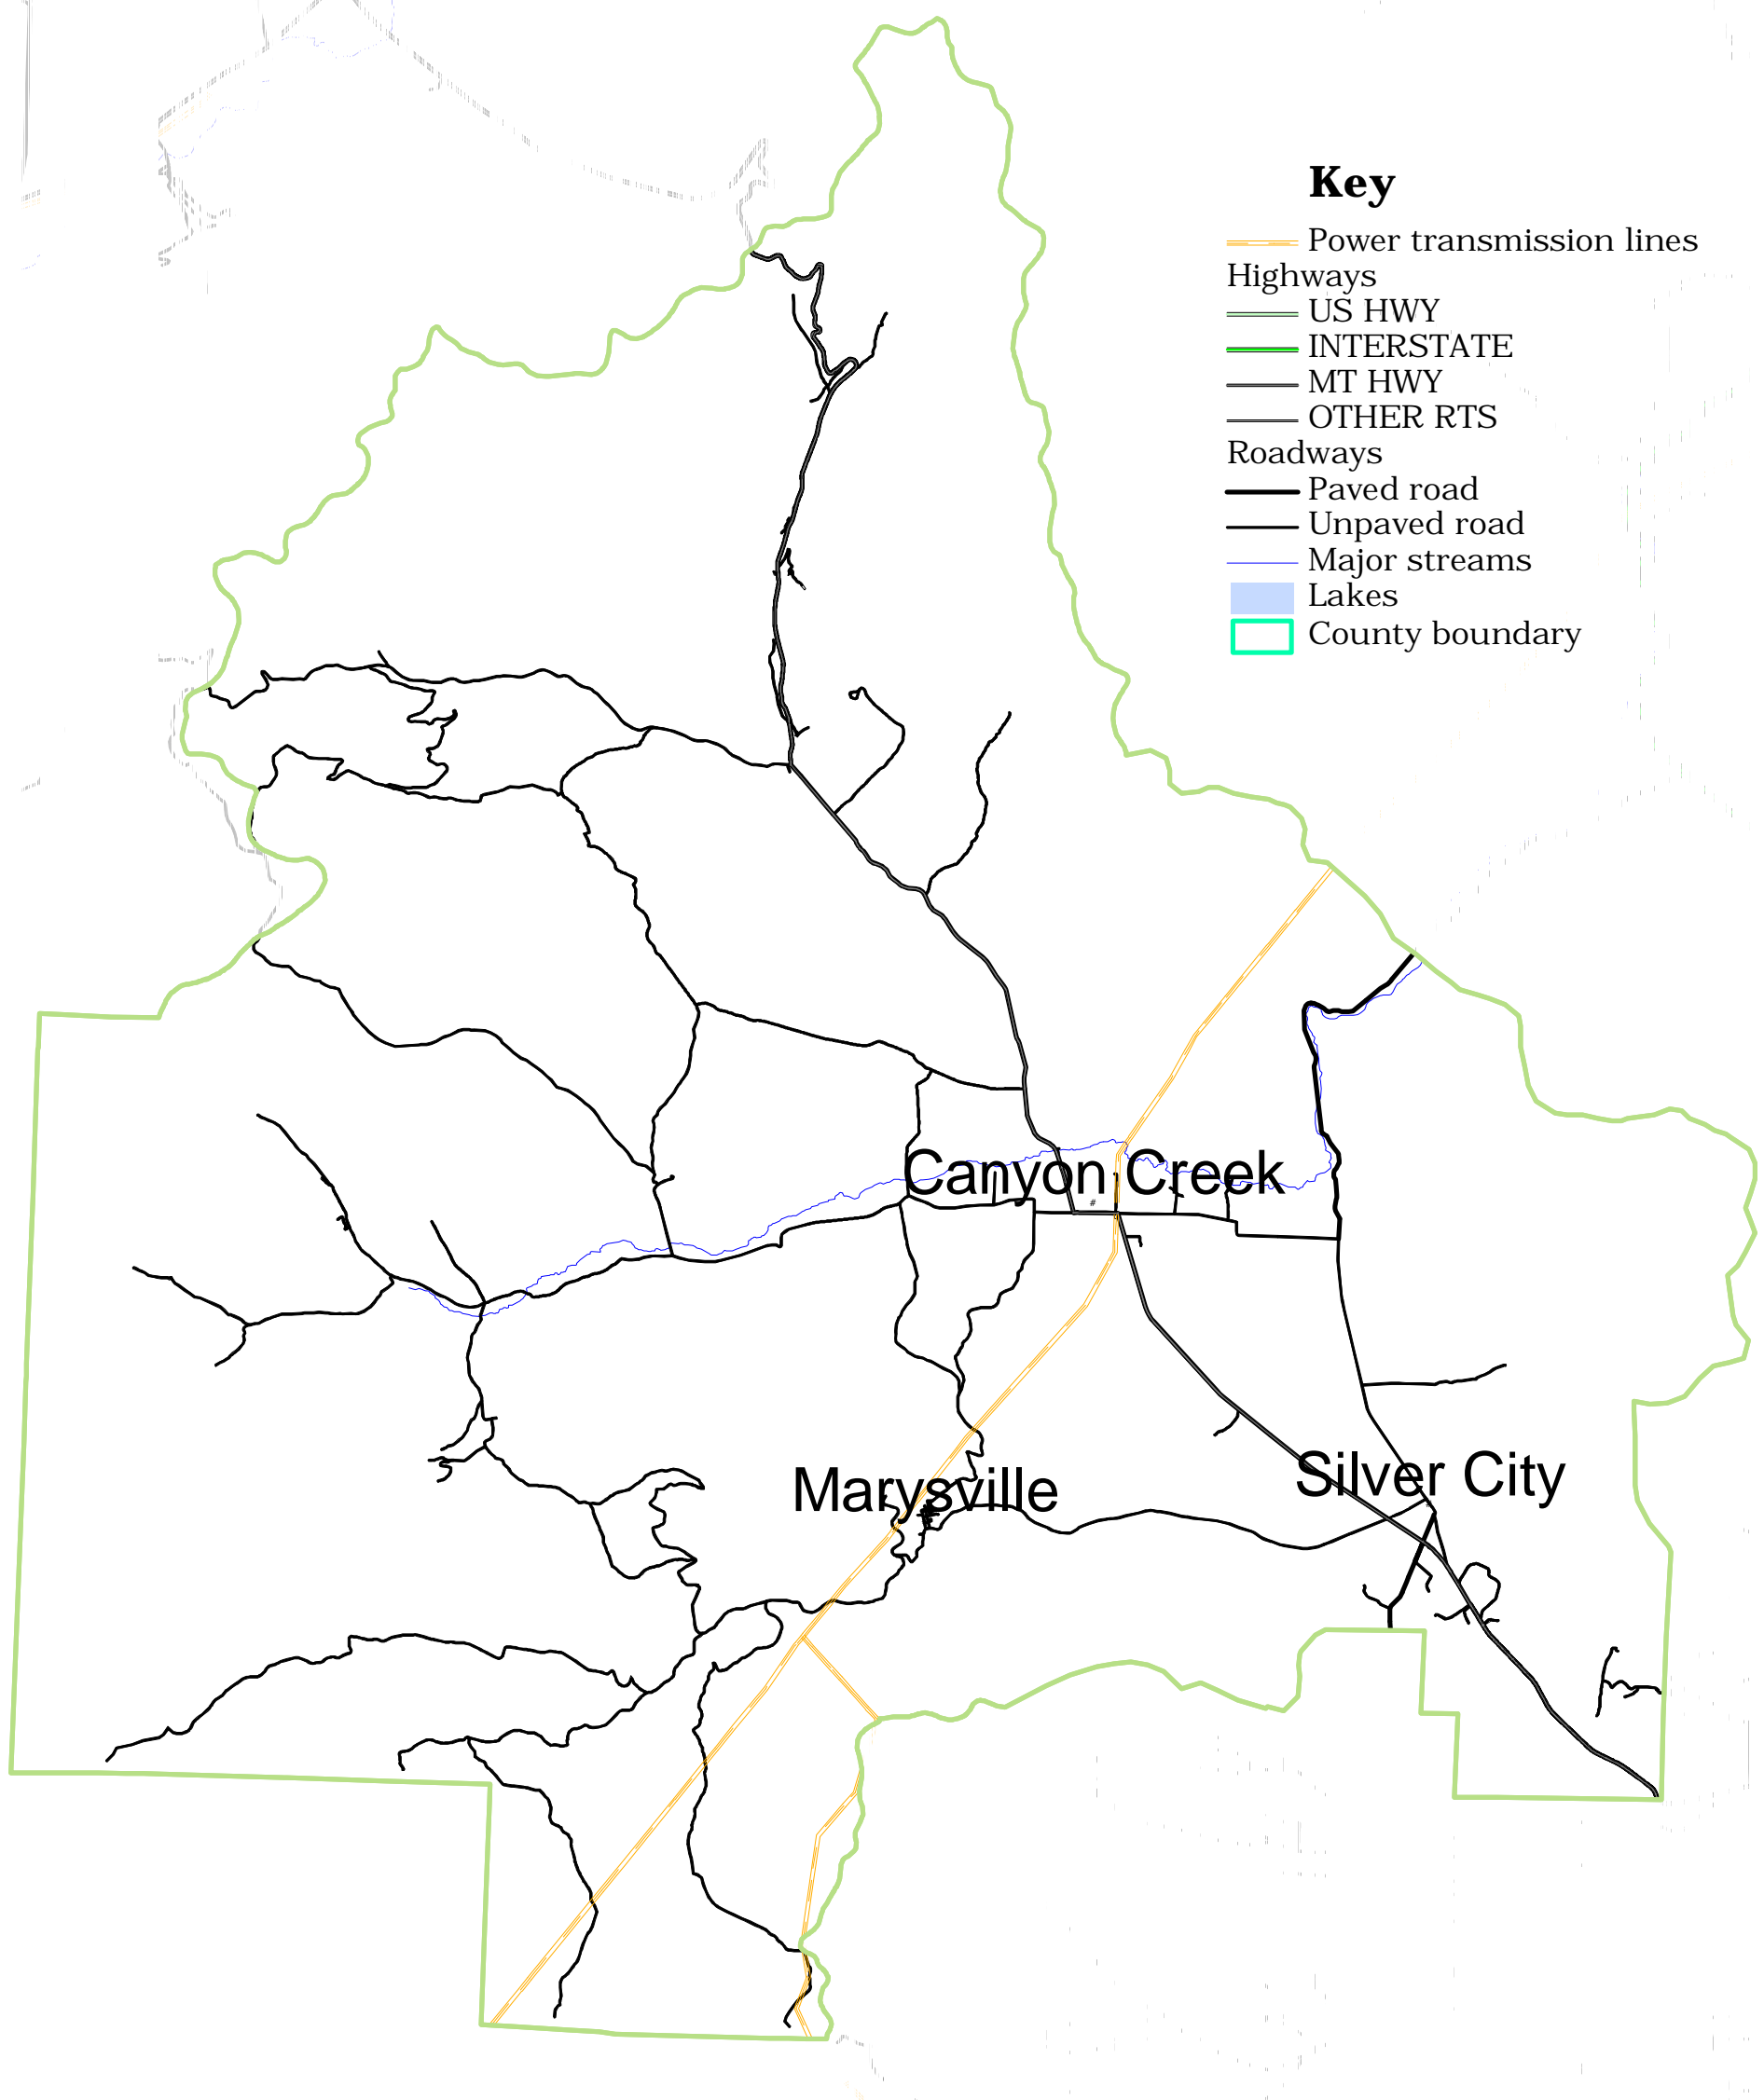 Key
Power transmission lines
Highways
US HWY
INTERSTATE
MT HWY
OTHER RTS
Roadways
Paved road
Unpaved road
Major streams
Lakes
County boundary
Canyon Creek
#
Silver City
Marysville